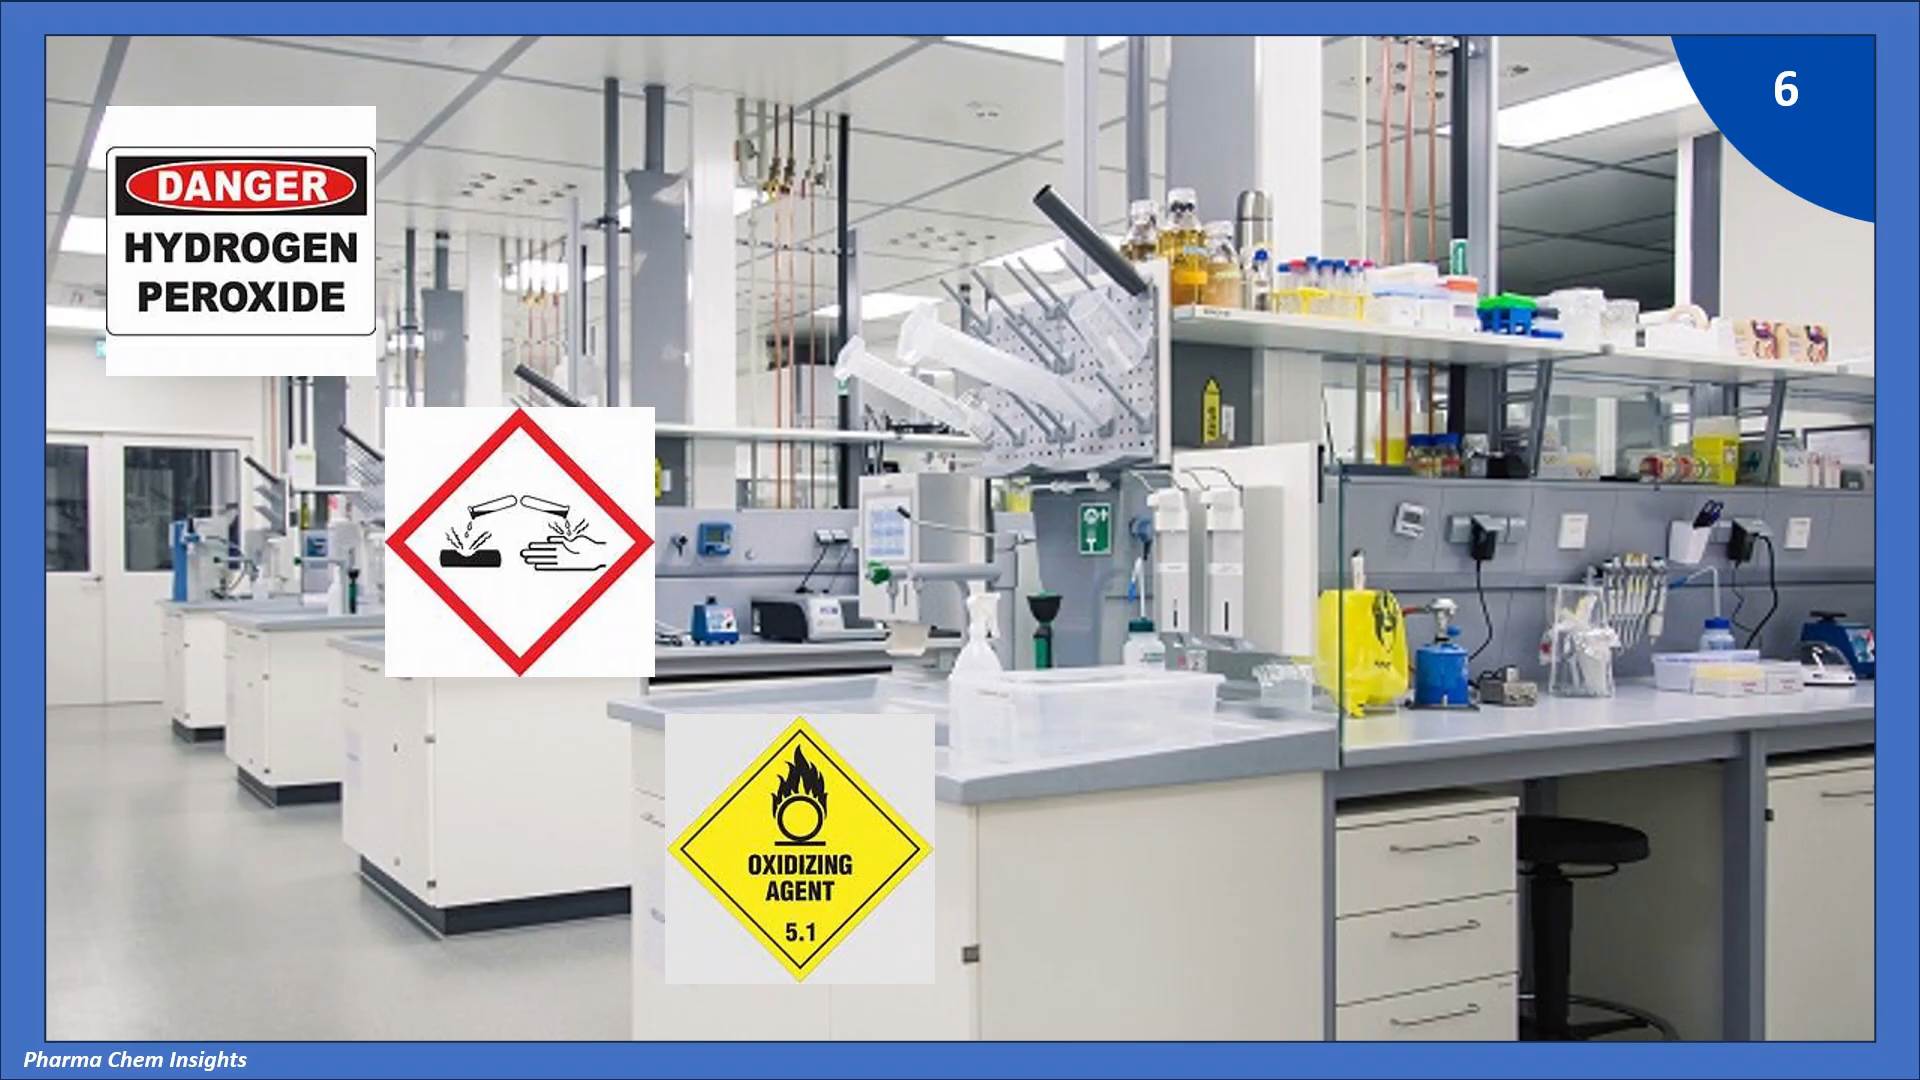 6
DANGER
HYDROGEN
PEROXIDE
OXIDIZING
AGENT
5.1
Pharma Chem Insights